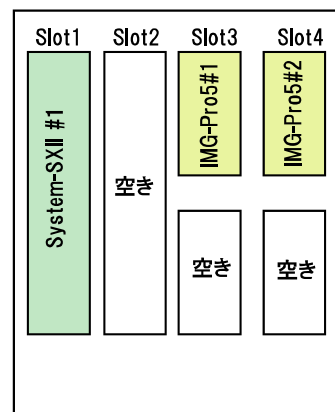 Slot1 Slot2 Slot3 Slot4
System-SXⅡ #1
空き
IMG-Pro5#1
IMG-Pro5#2
空き
空き